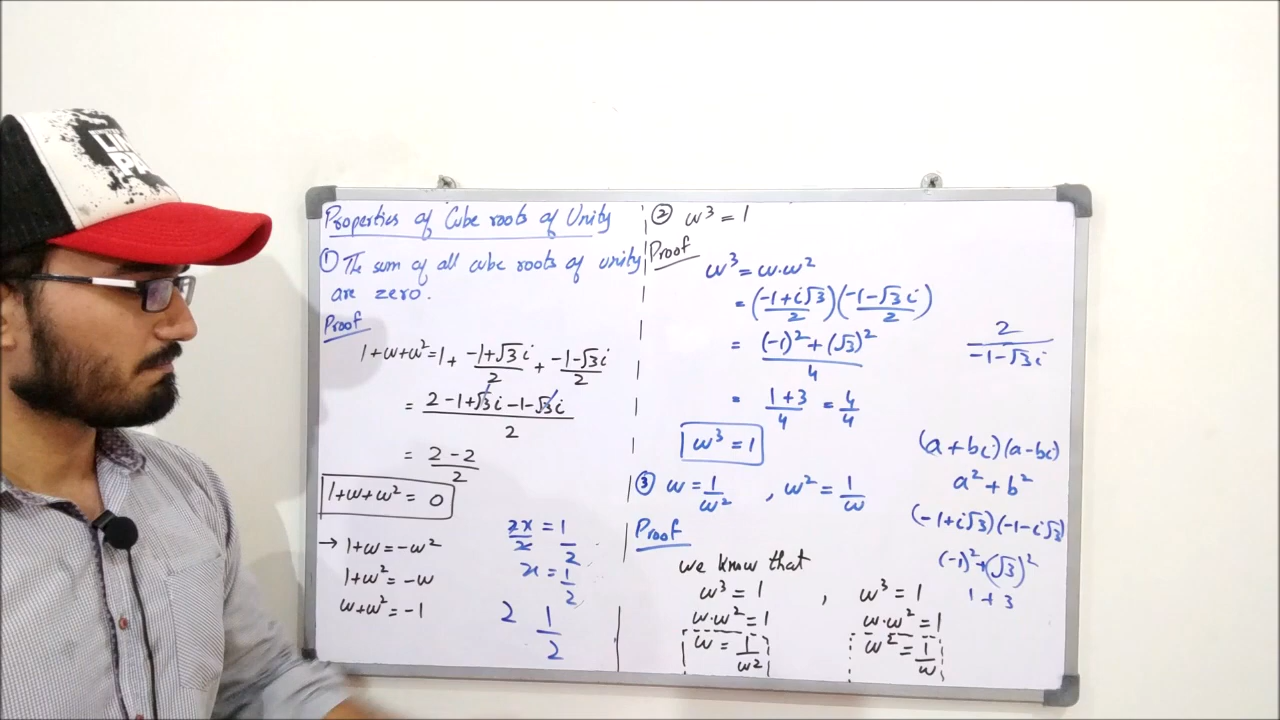 LIN
PA
Properties of Cube roots of Unity
① The sum of all cube roots of unity
are zero.
Proof
1+ω+ω²=1+ (-1+√3i)/2 + (-1-√3i)/2
= (2-1+√3i-1-√3i)/2
= (2-2)/2
1+ω+ω² = 0
→ 1+ω=-ω²
1+ω²=-ω
ω+ω²=-1
2x/2 = 1/2
x = 1/2
2 1/2
② ω³=1
Proof
ω³=ω.ω²
= ((-1+i√3)/2)((-1-√3i)/2)
= ((-1)²+(√3)²)/4
= (1+3)/4 = 4/4
ω³=1
③ ω=1/ω² , ω²=1/ω
Proof
we know that
ω³=1 , ω³=1
ω.ω²=1 ω.ω²=1
ω=1/ω² ω²=1/ω
2/(-1-√3i)
(a+bi)(a-bi)
a²+b²
(-1+i√3)(-1-i√3)
(-1)²+(√3)²
1+3